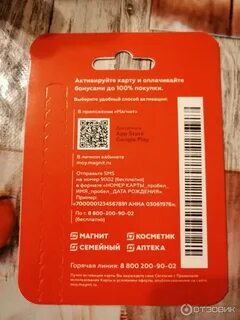 Активируйте карту и оплачивайте
бонусами до 100% покупки.
Выберите удобный способ активации:
В приложении «Магнит»
Доступно в
App Store
Google Play
В личном кабинете
moy.magnit.ru
Отправьте SMS
на номер 9002 (бесплатно)
в формате «НОМЕР КАРТЫ_пробел_
ИМЯ_пробел_ДАТА РОЖДЕНИЯ».
Пример:
АННА 03061976».
По т. 8 800-200-90-02
(бесплатно)
МАГНИТ КОСМЕТИК
СЕМЕЙНЫЙ АПТЕКА
Горячая линия: 8 800 200-90-02
moy.magnit.ru
ОТЗОВИК